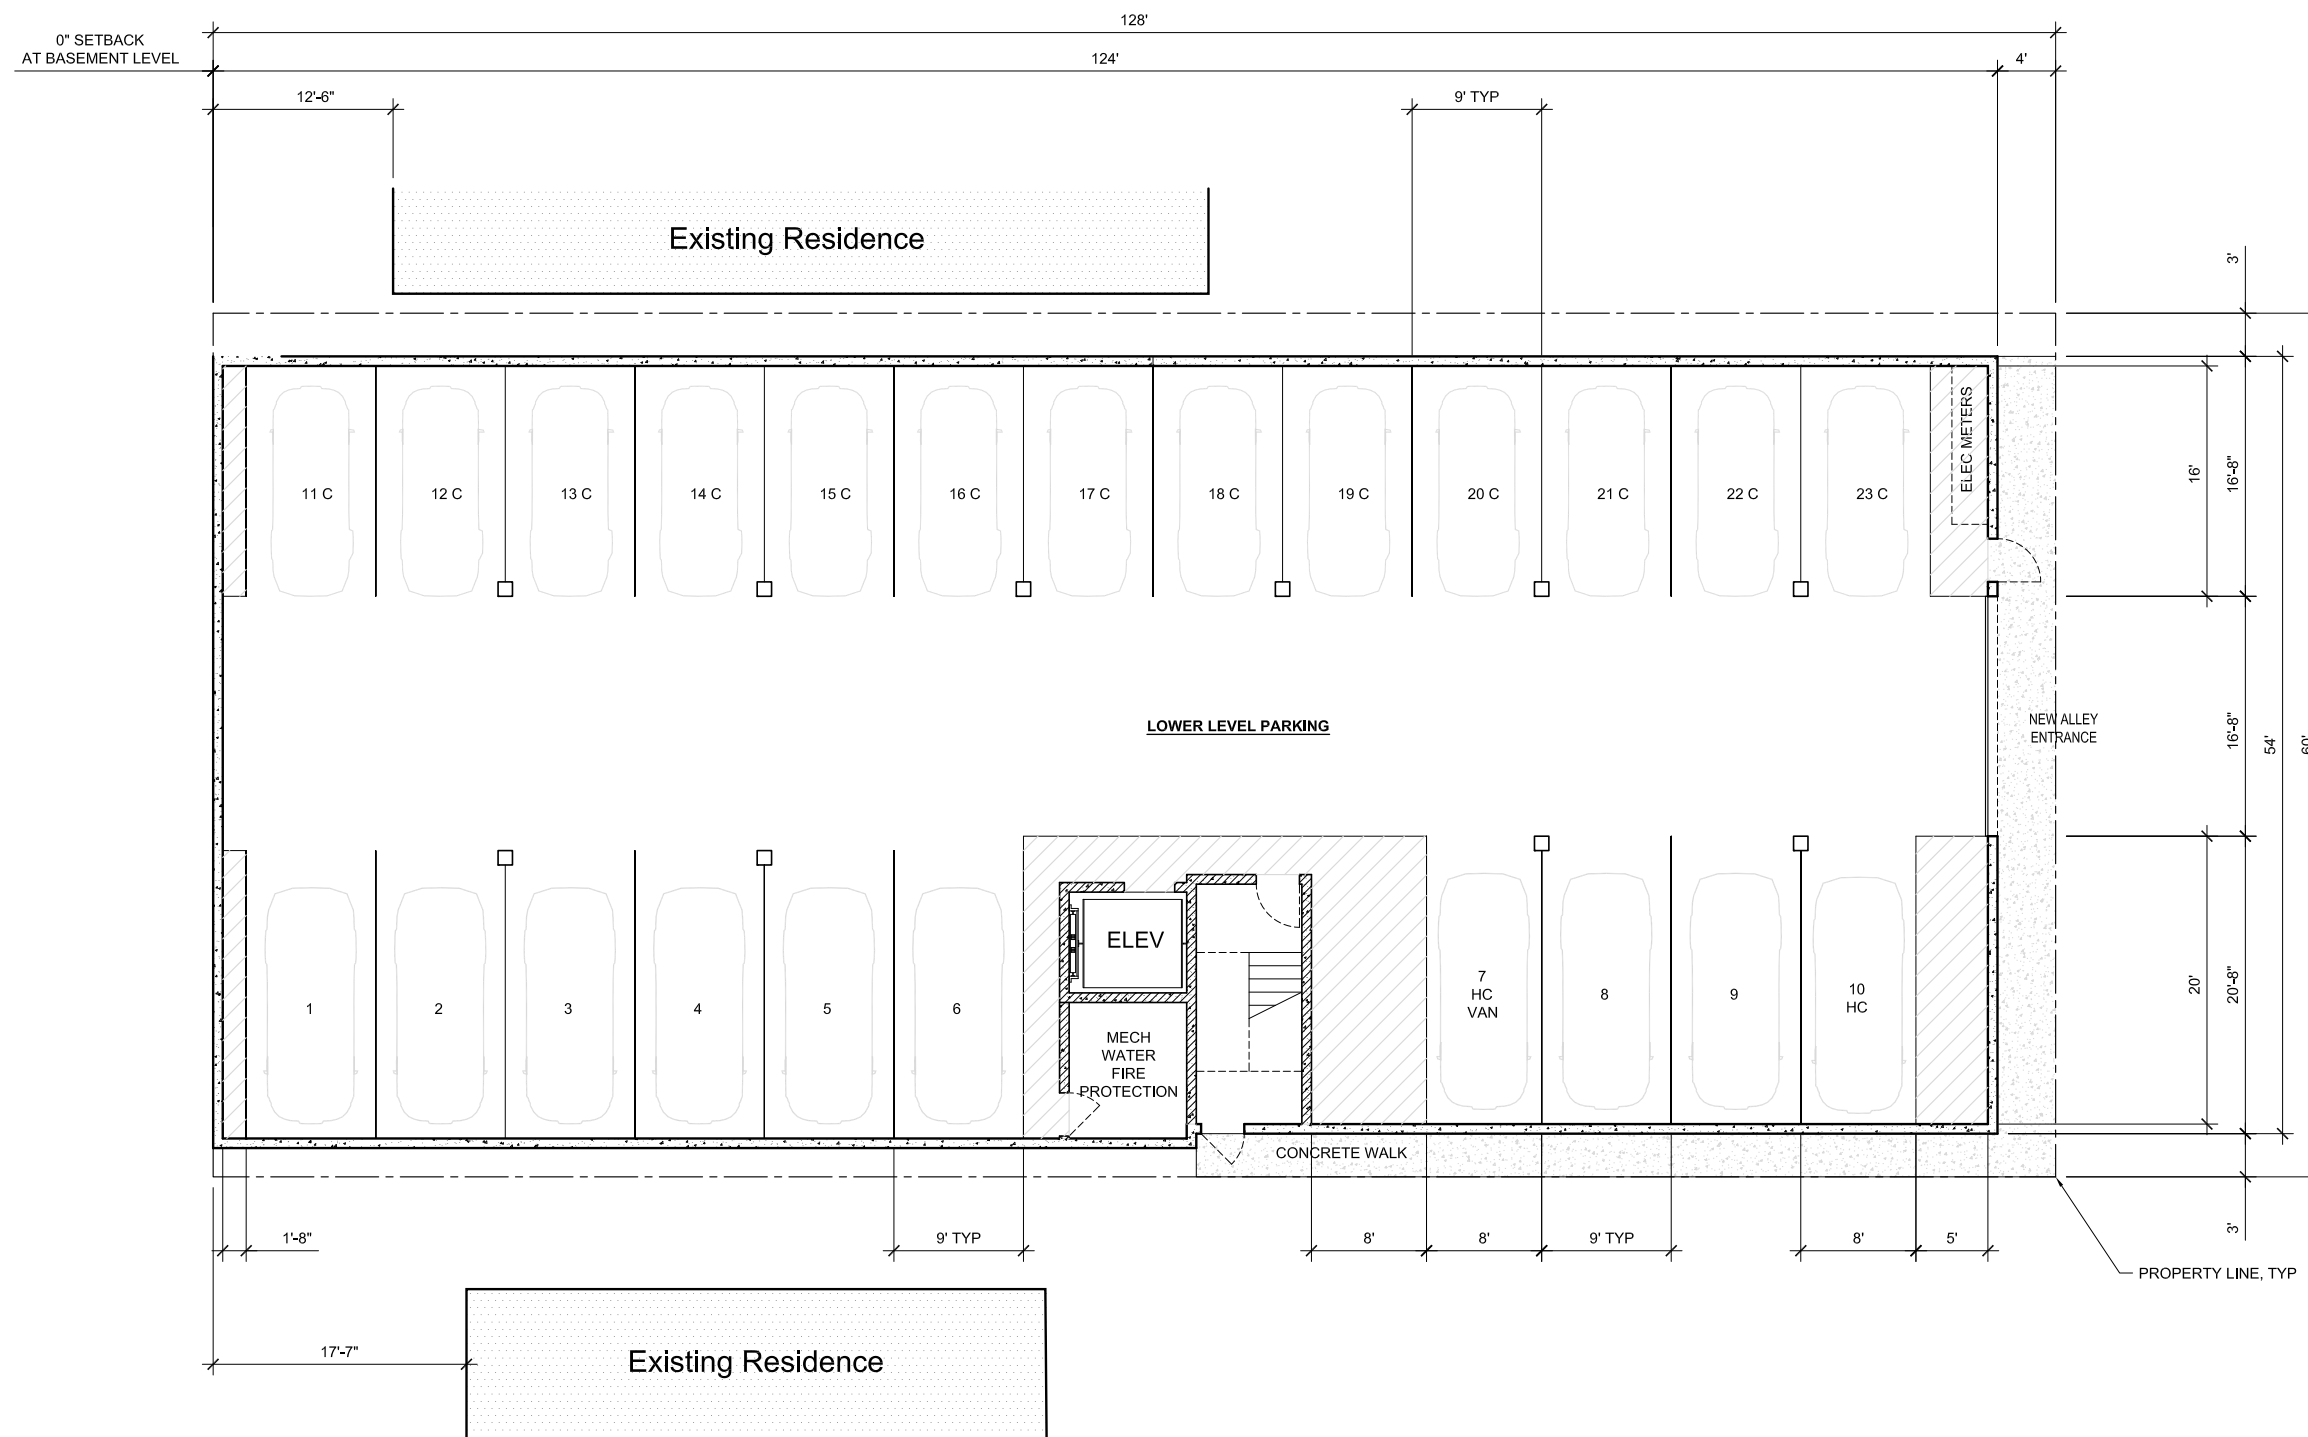 128'
0" SETBACK
AT BASEMENT LEVEL
124'
4'
12'-6"
9' TYP
Existing Residence
3'
ELEC METERS
16'
16'-8"
11 C
12 C
13 C
14 C
15 C
16 C
17 C
18 C
19 C
20 C
21 C
22 C
23 C
LOWER LEVEL PARKING
NEW ALLEY
ENTRANCE
16'-8"
54'
60'
ELEV
1
2
3
4
5
6
MECH
WATER
FIRE
PROTECTION
7
HC
VAN
8
9
10
HC
20'
20'-8"
CONCRETE WALK
1'-8"
9' TYP
8'
8'
9' TYP
8'
5'
3'
PROPERTY LINE, TYP
17'-7"
Existing Residence